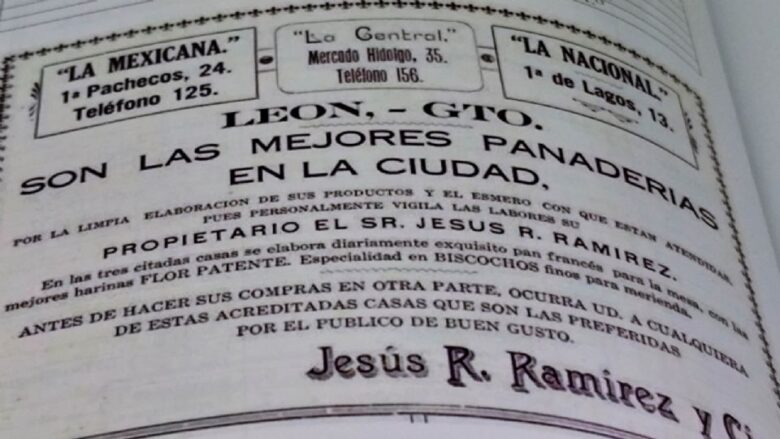 "LA MEXICANA."
1ª Pachecos, 24.
Teléfono 125.
"La Central."
Mercado Hidalgo, 35.
Teléfono 156.
"LA NACIONAL."
1ª de Lagos, 13.
LEON, - GTO.
SON LAS MEJORES PANADERIAS
EN LA CIUDAD,
POR LA LIMPIA ELABORACION DE SUS PRODUCTOS Y EL ESMERO CON QUE ESTAN ATENDIDAS
PUES PERSONALMENTE VIGILA LAS LABORES SU
PROPIETARIO EL SR. JESUS R. RAMIREZ.
En las tres citadas casas se elabora diariamente exquisito pan francés para la mesa, con las
mejores harinas FLOR PATENTE. Especialidad en BISCOCHOS finos para merienda.
ANTES DE HACER SUS COMPRAS EN OTRA PARTE, OCURRA UD. A CUALQUIERA
DE ESTAS ACREDITADAS CASAS QUE SON LAS PREFERIDAS
POR EL PUBLICO DE BUEN GUSTO.
Jesús R. Ramírez y